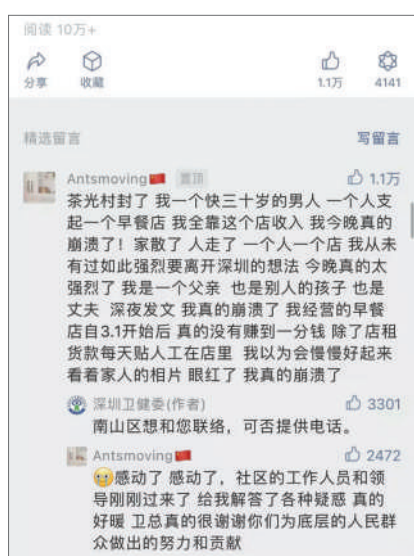 阅读 10万+
分享 收藏 1.1万 4141
精选留言 写留言
Antsmoving🇨🇳 置顶 1.1万
茶光村封了 我一个快三十岁的男人 一个人支
起一个早餐店 我全靠这个店收入 我今晚真的
崩溃了！家散了 人走了 一个人一个店 我从未
有过如此强烈要离开深圳的想法 今晚真的太
强烈了 我是一个父亲 也是别人的孩子 也是
丈夫 深夜发文 我真的崩溃了 我经营的早餐
店自3.1开始后 真的没有赚到一分钱 除了店租
货款每天贴人工在店里 我以为会慢慢好起来
看着家人的相片 眼红了 我真的崩溃了
深圳卫健委(作者) 3301
南山区想和您联络，可否提供电话。
Antsmoving🇨🇳 2472
😭感动了 感动了，社区的工作人员和领
导刚刚过来了 给我解答了各种疑惑 真的
好暖 卫总真的很谢谢你们为底层的人民群
众做出的努力和贡献